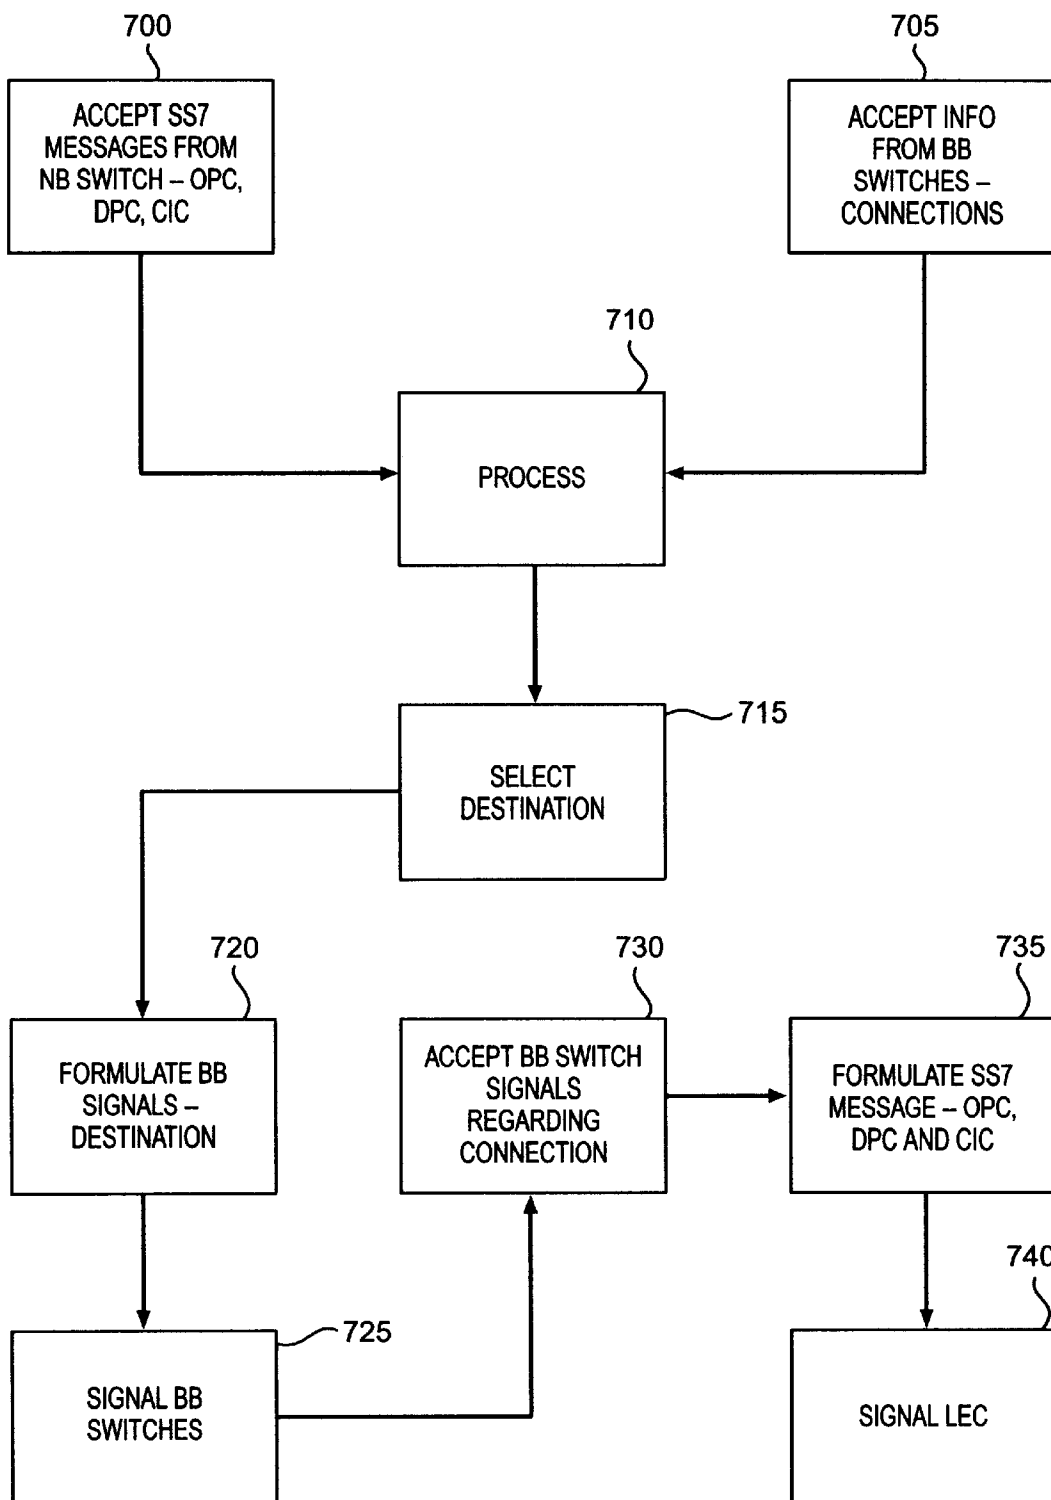 700
705
ACCEPT SS7
MESSAGES FROM
NB SWITCH – OPC,
DPC, CIC
ACCEPT INFO
FROM BB
SWITCHES –
CONNECTIONS
710
PROCESS
715
SELECT
DESTINATION
720
730
735
FORMULATE BB
SIGNALS –
DESTINATION
ACCEPT BB SWITCH
SIGNALS
REGARDING
CONNECTION
FORMULATE SS7
MESSAGE – OPC,
DPC AND CIC
725
740
SIGNAL BB
SWITCHES
SIGNAL LEC